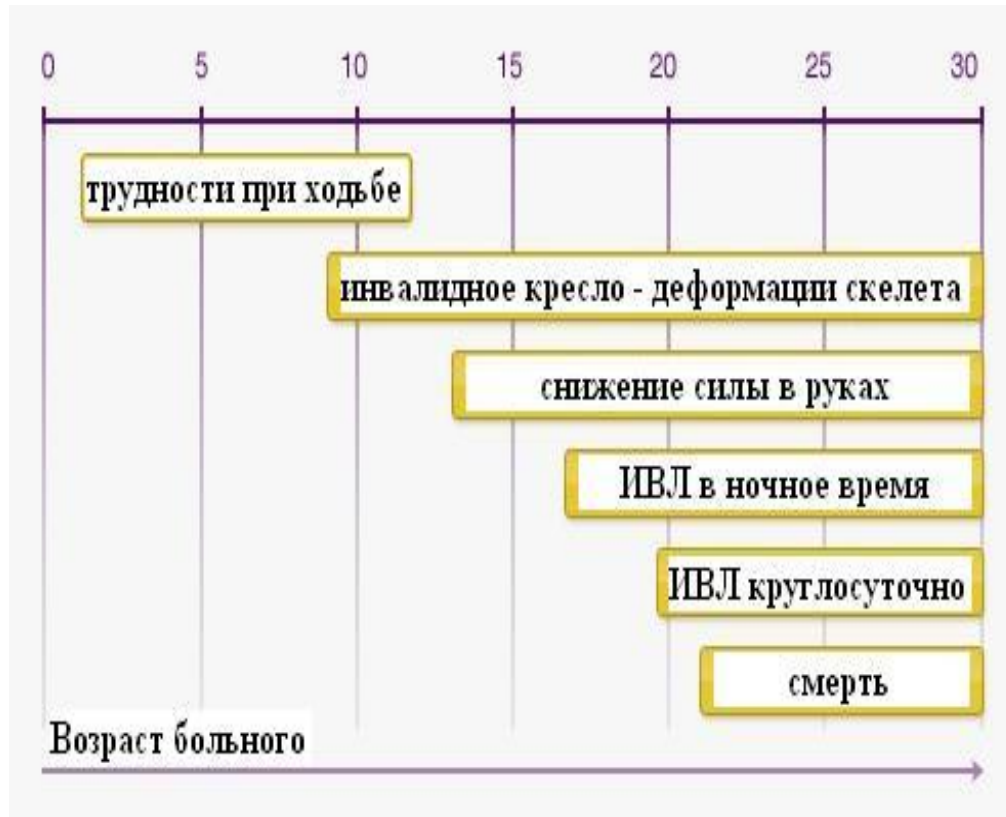 0 5 10 15 20 25 30
трудности при ходьбе
инвалидное кресло - деформации скелета
снижение силы в руках
ИВЛ в ночное время
ИВЛ круглосуточно
смерть
Возраст больного